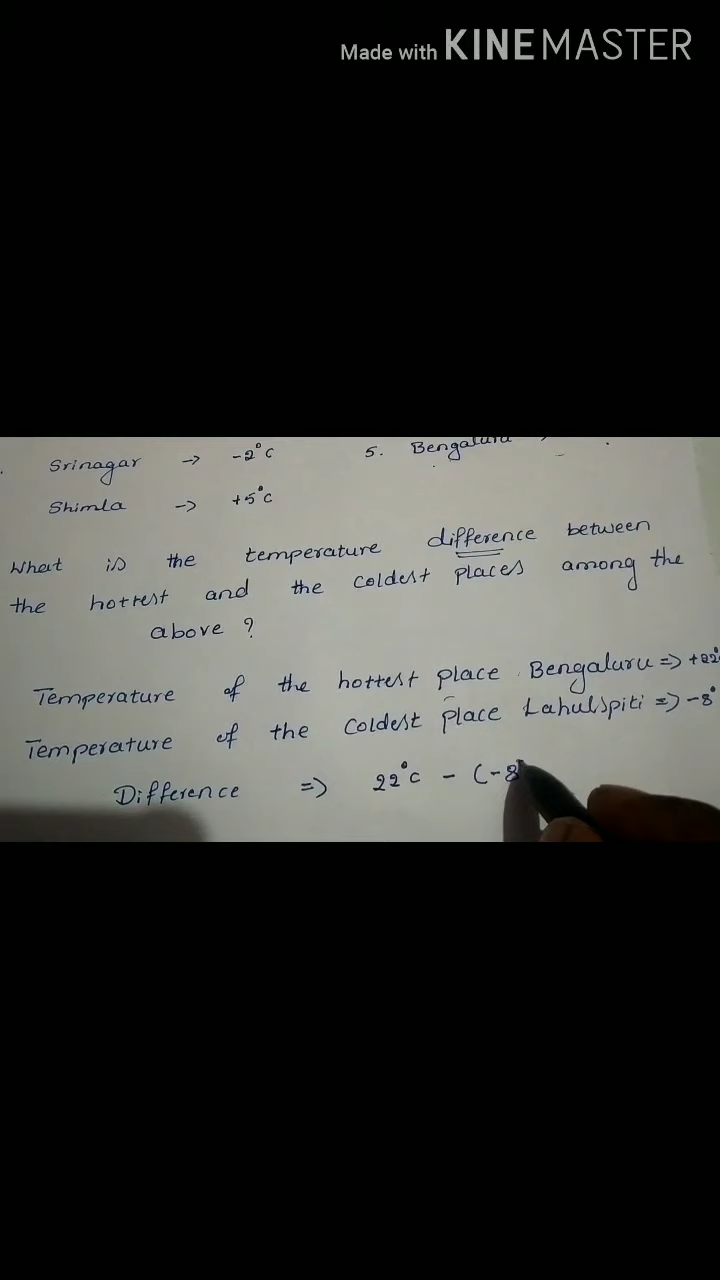 Made with KINEMASTER
Srinagar -> -2°C 5. Bengaluru
Shimla -> +5°C
What is the temperature difference between
the hottest and the coldest places among the
above ?
Temperature of the hottest place Bengaluru => +22°
Temperature of the coldest place Lahulspiti => -8°
Difference => 22°C - (-8°